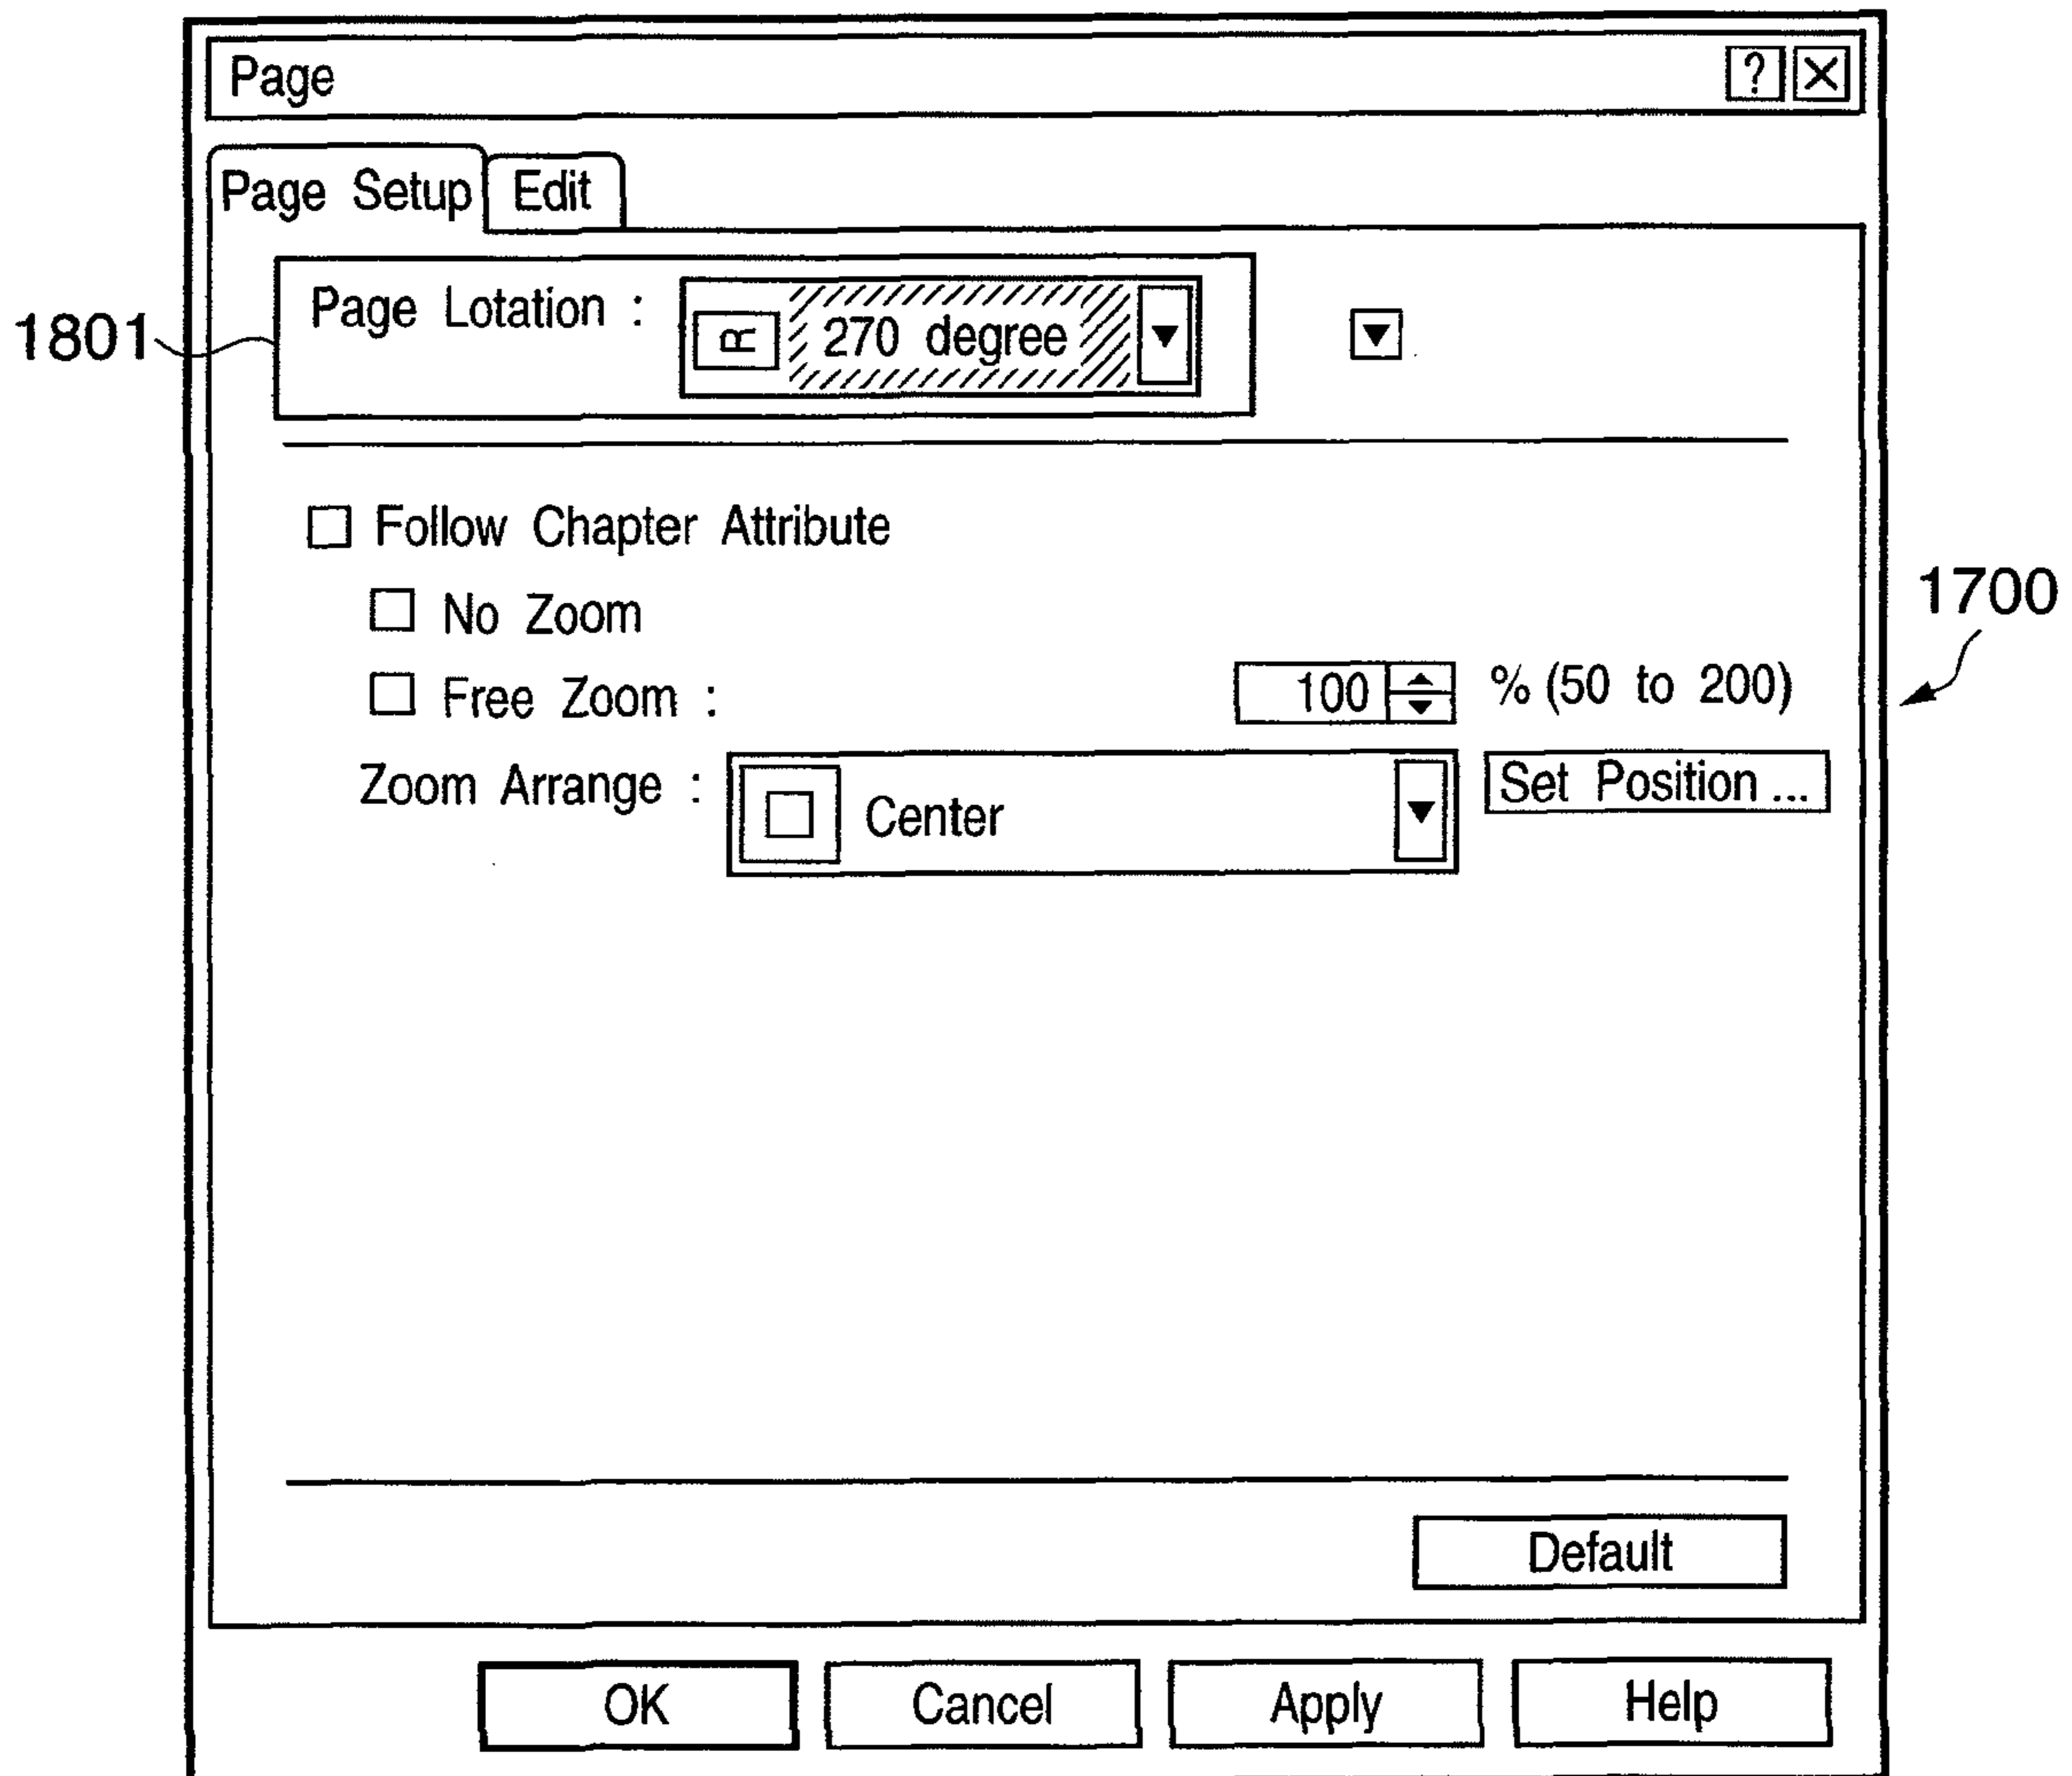 Page ? X
Page Setup Edit
1801 Page Lotation : R 270 degree
Follow Chapter Attribute
1700
No Zoom
Free Zoom : 100 % (50 to 200)
Zoom Arrange : Center Set Position ...
Default
OK Cancel Apply Help